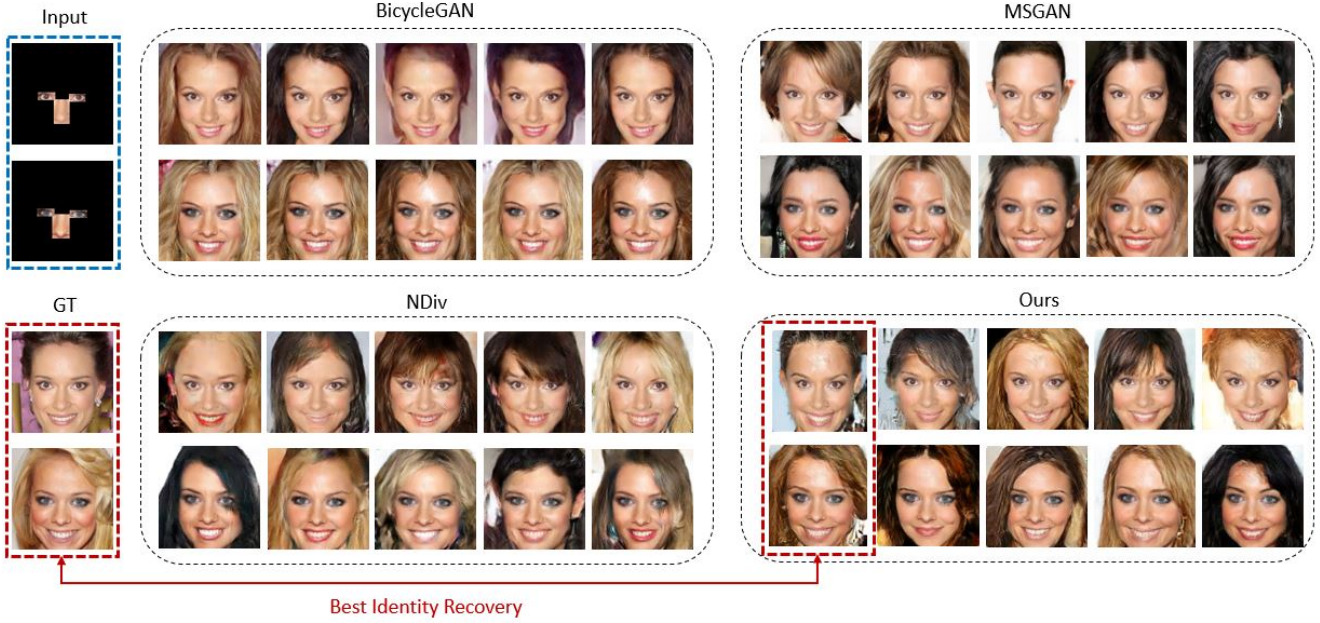 Input
BicycleGAN
MSGAN
GT
NDiv
Ours
Best Identity Recovery